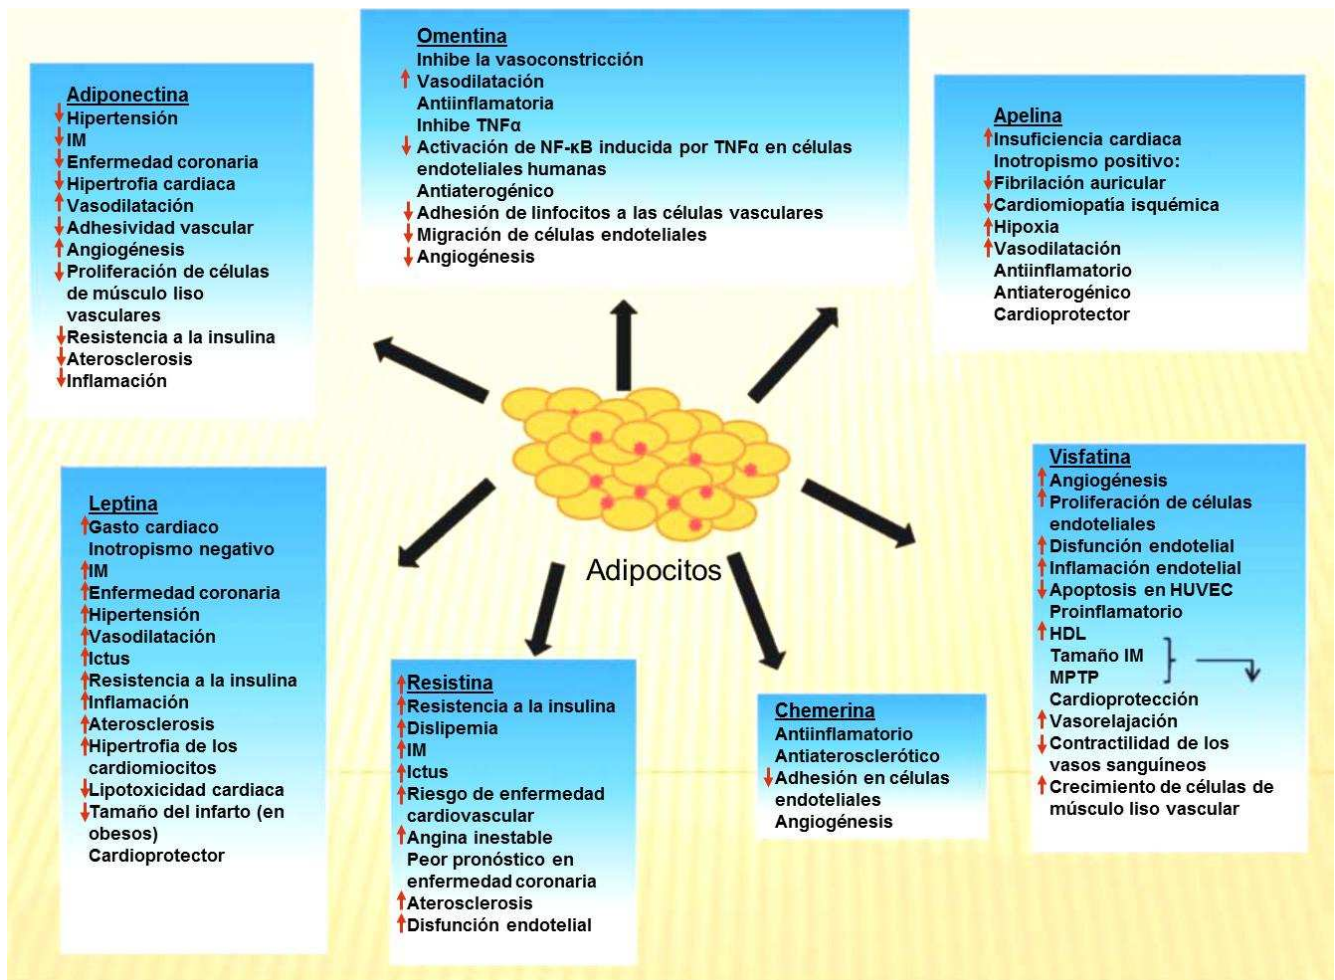 Omentina
Inhibe la vasoconstricción
↑ Vasodilatación
Antiinflamatoria
Inhibe TNFα
↓ Activación de NF-κB inducida por TNFα en células
endoteliales humanas
Antiaterogénico
↓ Adhesión de linfocitos a las células vasculares
↓ Migración de células endoteliales
↓ Angiogénesis
Adiponectina
↓ Hipertensión
↓ IM
↓ Enfermedad coronaria
↓ Hipertrofia cardiaca
↑ Vasodilatación
↓ Adhesividad vascular
↑ Angiogénesis
↓ Proliferación de células
de músculo liso
vasculares
↓ Resistencia a la insulina
↓ Aterosclerosis
↓ Inflamación
Apelina
↑ Insuficiencia cardiaca
Inotropismo positivo:
↓ Fibrilación auricular
↓ Cardiomiopatía isquémica
↑ Hipoxia
↑ Vasodilatación
Antiinflamatorio
Antiaterogénico
Cardioprotector
Adipocitos
Leptina
↑ Gasto cardiaco
Inotropismo negativo
↑ IM
↑ Enfermedad coronaria
↑ Hipertensión
↑ Vasodilatación
↑ Ictus
↑ Resistencia a la insulina
↑ Inflamación
↑ Aterosclerosis
↑ Hipertrofia de los
cardiomiocitos
↓ Lipotoxicidad cardiaca
↓ Tamaño del infarto (en
obesos)
Cardioprotector
↑ Resistina
↑ Resistencia a la insulina
↑ Dislipemia
↑ IM
↑ Ictus
↑ Riesgo de enfermedad
cardiovascular
↑ Angina inestable
Peor pronóstico en
enfermedad coronaria
↑ Aterosclerosis
↑ Disfunción endotelial
Chemerina
Antiinflamatorio
Antiaterosclerótico
↓ Adhesión en células
endoteliales
Angiogénesis
Visfatina
↑ Angiogénesis
↑ Proliferación de células
endoteliales
↑ Disfunción endotelial
↑ Inflamación endotelial
↓ Apoptosis en HUVEC
Proinflamatorio
↑ HDL
Tamaño IM
MPTP
Cardioprotección
↑ Vasorelajación
↓ Contractilidad de los
vasos sanguíneos
↑ Crecimiento de células de
músculo liso vascular